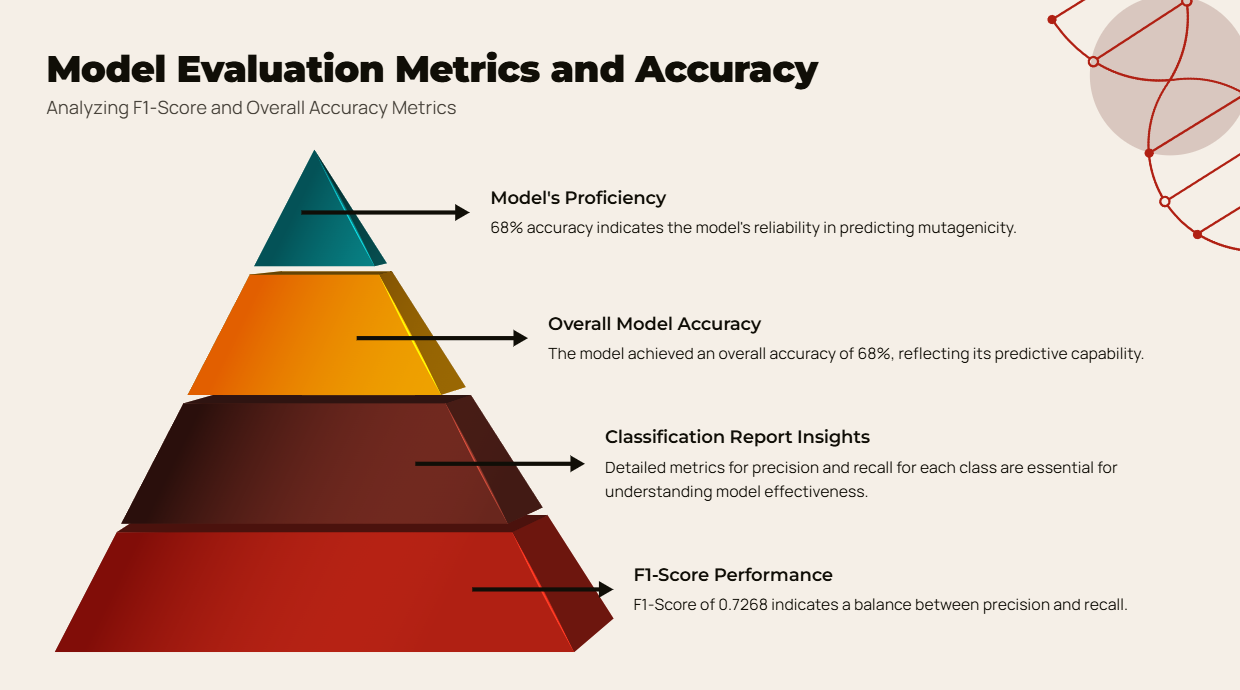 Model Evaluation Metrics and Accuracy
Analyzing F1-Score and Overall Accuracy Metrics
Model's Proficiency
68% accuracy indicates the model's reliability in predicting mutagenicity.
Overall Model Accuracy
The model achieved an overall accuracy of 68%, reflecting its predictive capability.
Classification Report Insights
Detailed metrics for precision and recall for each class are essential for
understanding model effectiveness.
F1-Score Performance
F1-Score of 0.7268 indicates a balance between precision and recall.